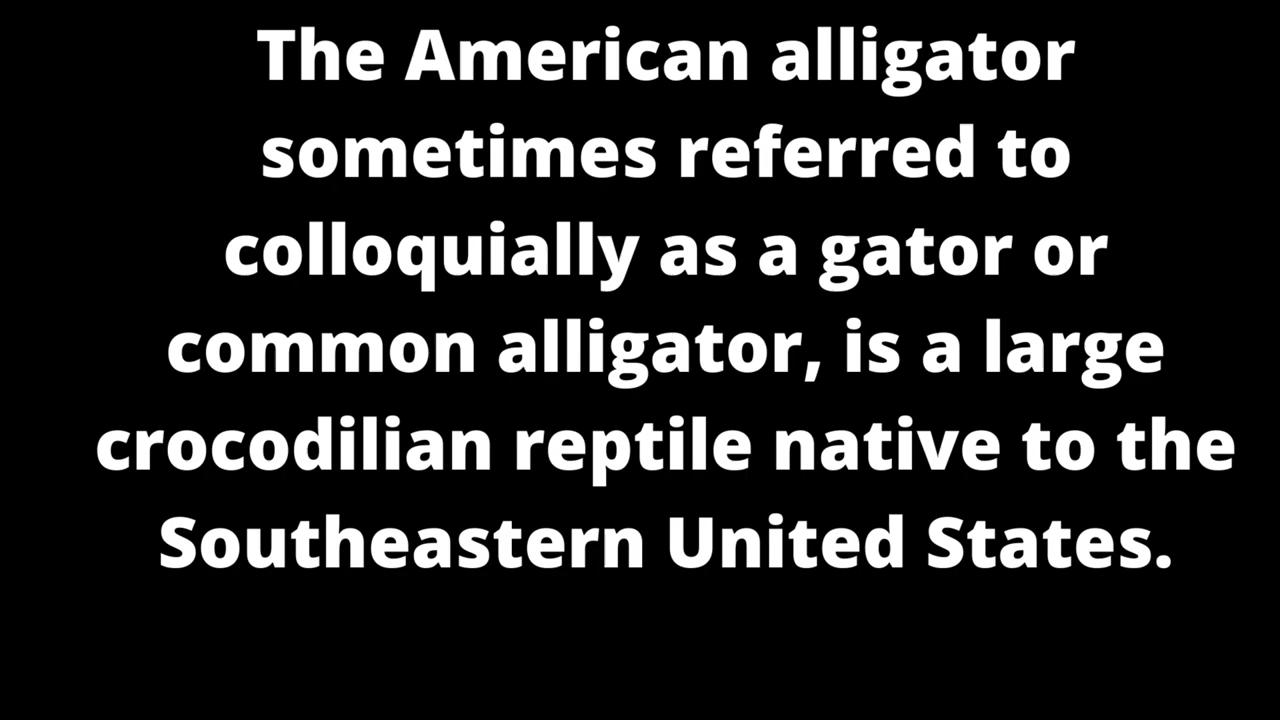 The American alligator
sometimes referred to
colloquially as a gator or
common alligator, is a large
crocodilian reptile native to the
Southeastern United States.